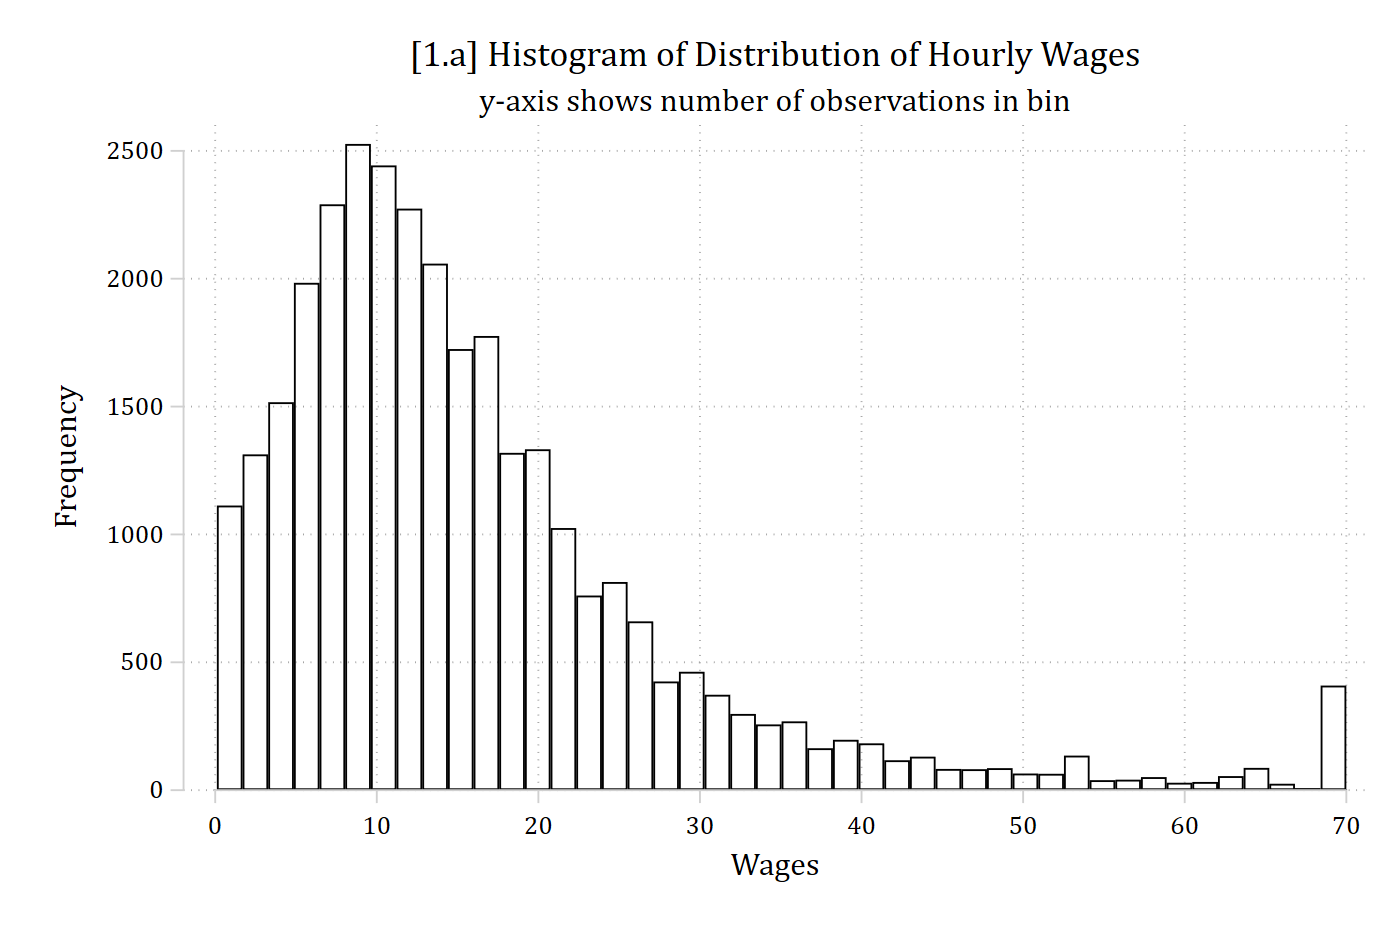 [1.a] Histogram of Distribution of Hourly Wages
y-axis shows number of observations in bin
2500
2000
1500
1000
500
0
Frequency
0 10 20 30 40 50 60 70
Wages